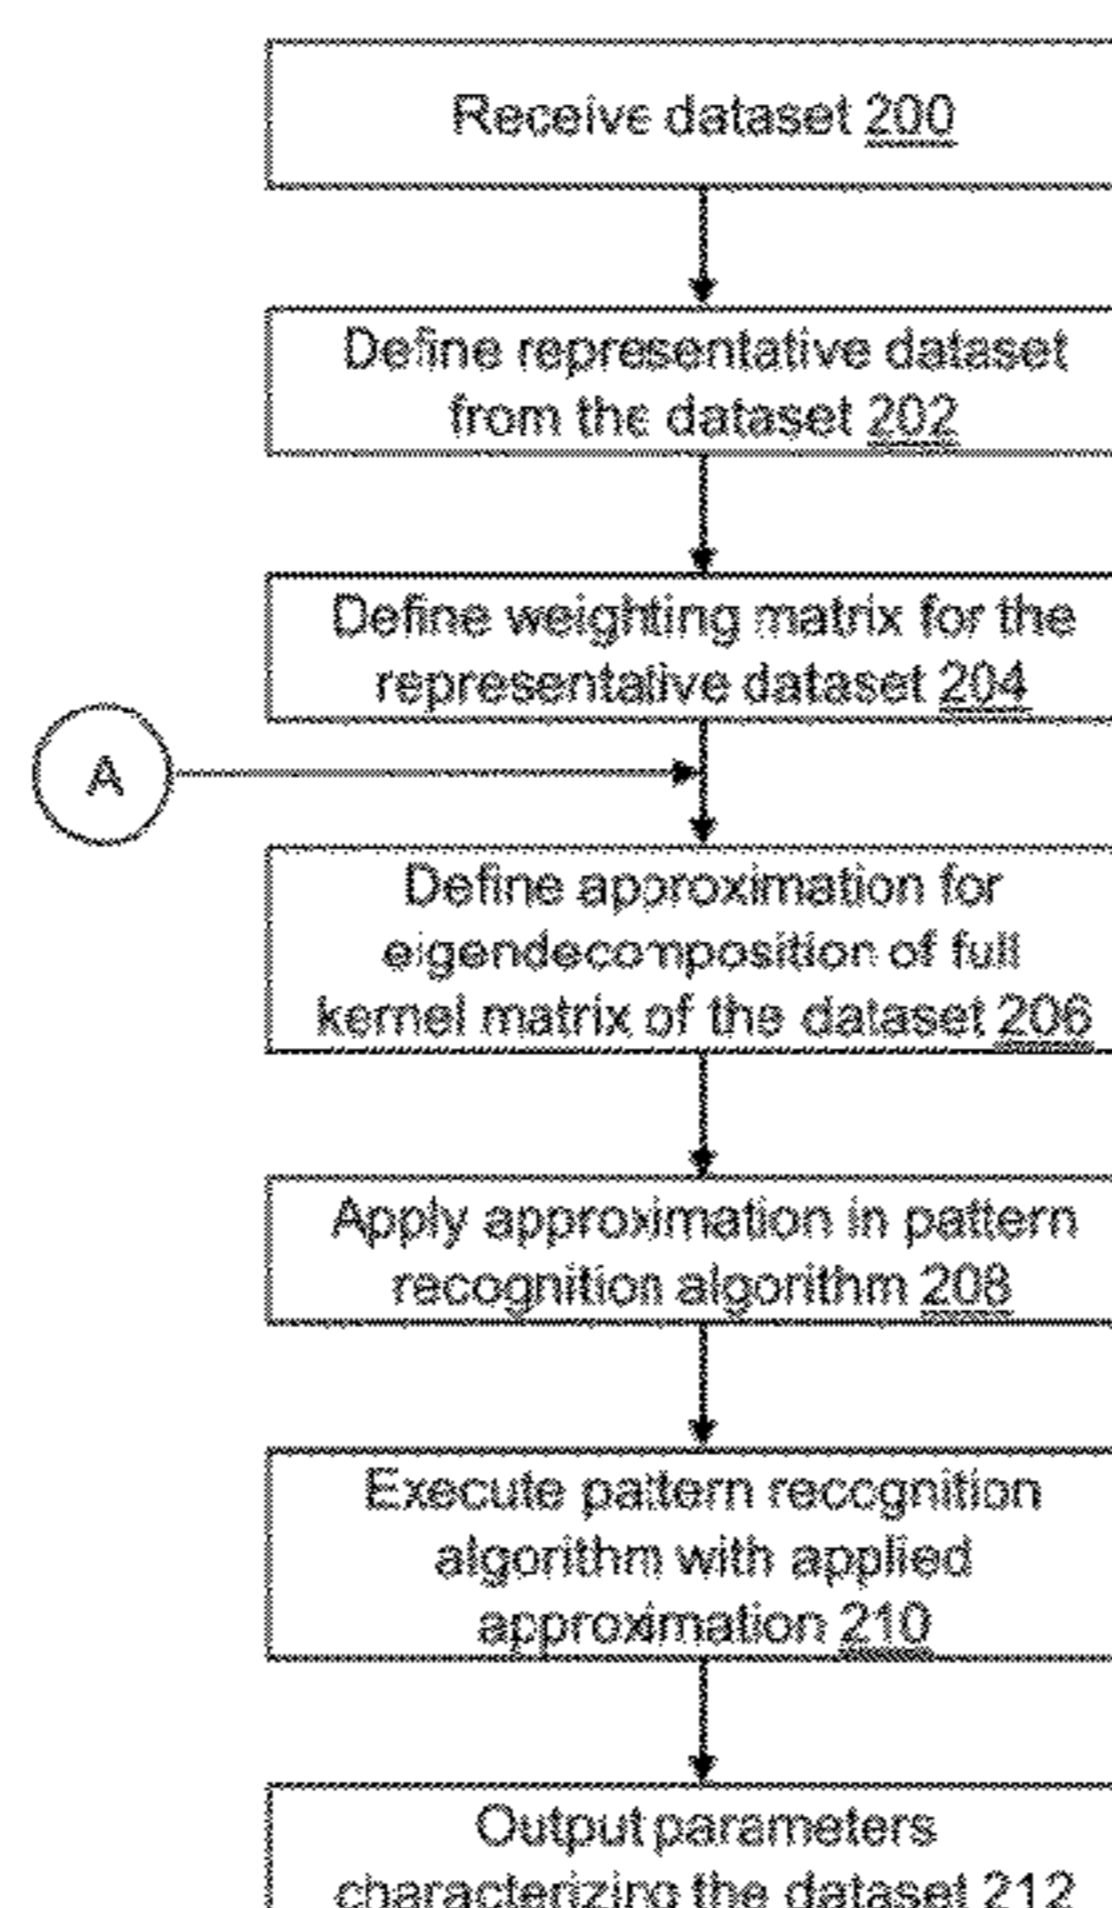 Receive dataset 200
Define representative dataset
from the dataset 202
Define weighting matrix for the
representative dataset 204
A
Define approximation for
eigendecomposition of full
kernel matrix of the dataset 206
Apply approximation in pattern
recognition algorithm 208
Execute pattern recognition
algorithm with applied
approximation 210
Output parameters
characterizing the dataset 212